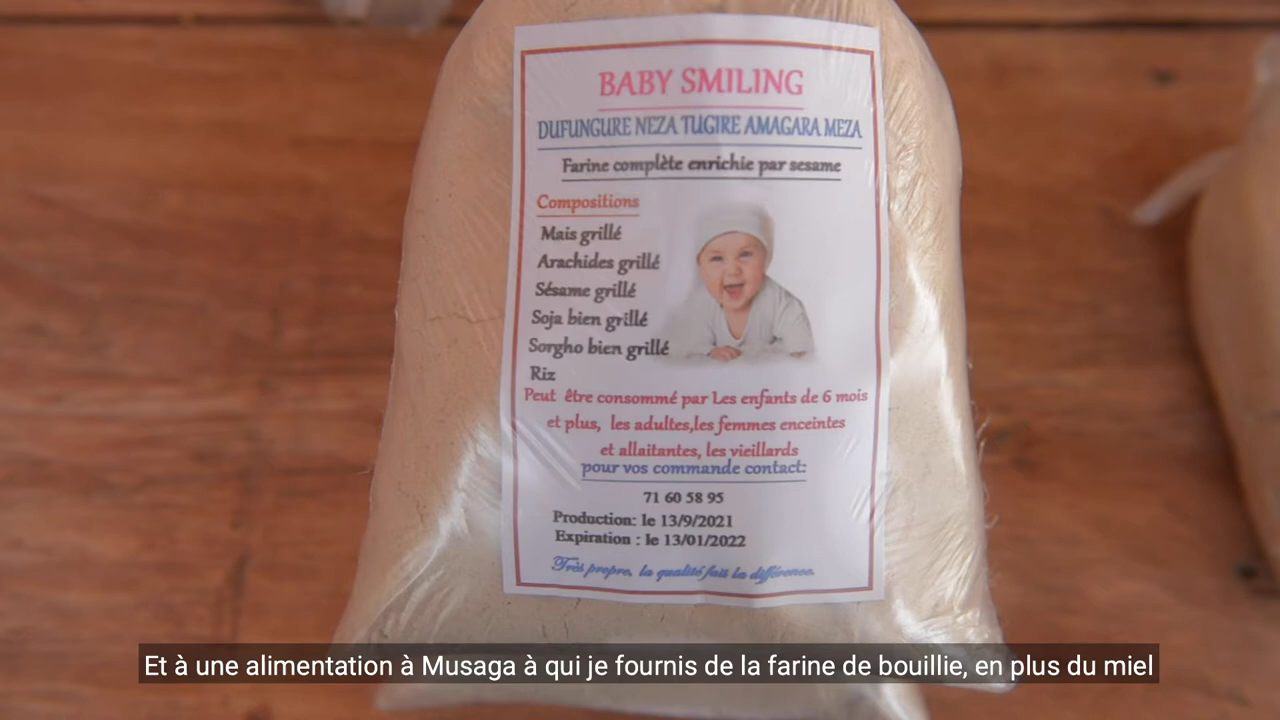 BABY SMILING
DUFUNGURE NEZA TUGIRE AMAGARA MEZA
Farine complète enrichie par sesame
Compositions
Mais grillé
Arachides grillé
Sésame grillé
Soja bien grillé
Sorgho bien grillé
Riz
Peut être consommé par Les enfants de 6 mois
et plus, les adultes,les femmes enceintes
et allaitantes, les vieillards
pour vos commande contact:
71 60 58 95
Production: le 13/9/2021
Expiration : le 13/01/2022
Très propre, la qualité fait la différence.
Et à une alimentation à Musaga à qui je fournis de la farine de bouillie, en plus du miel